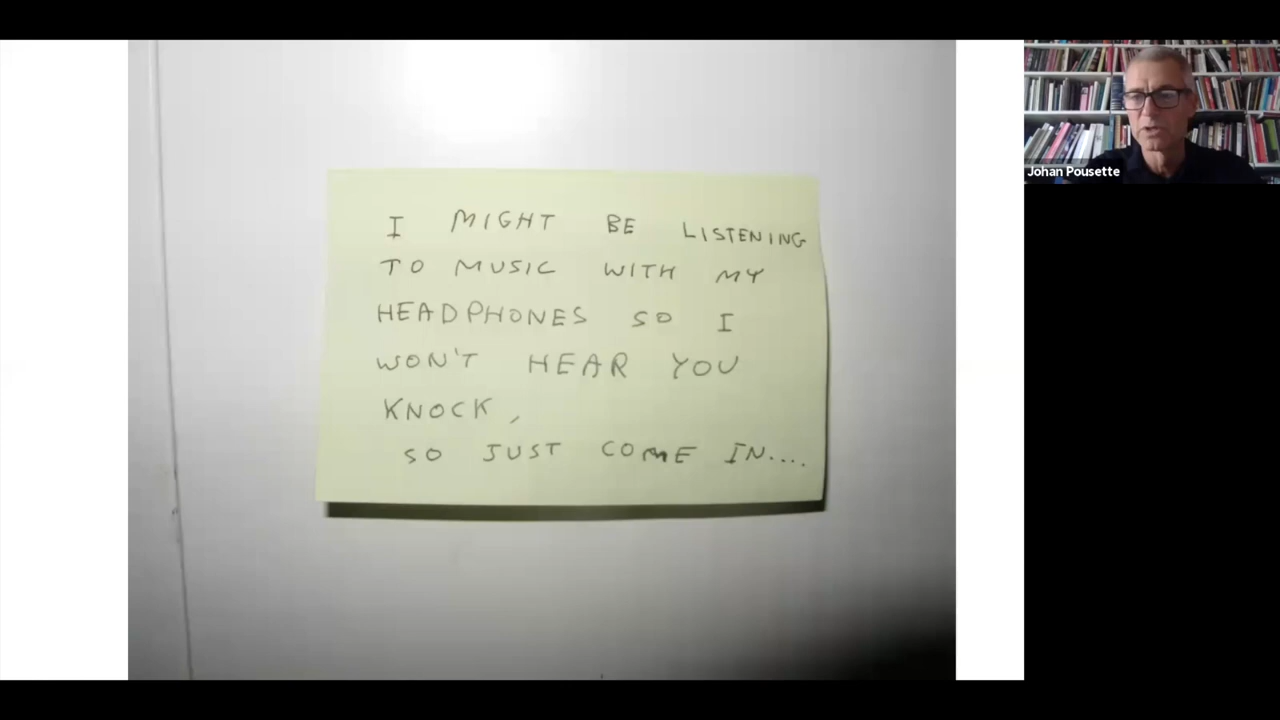 I MIGHT BE LISTENING
TO MUSIC WITH MY
HEADPHONES SO I
WON'T HEAR YOU
KNOCK,
SO JUST COME IN....
Johan Pousette